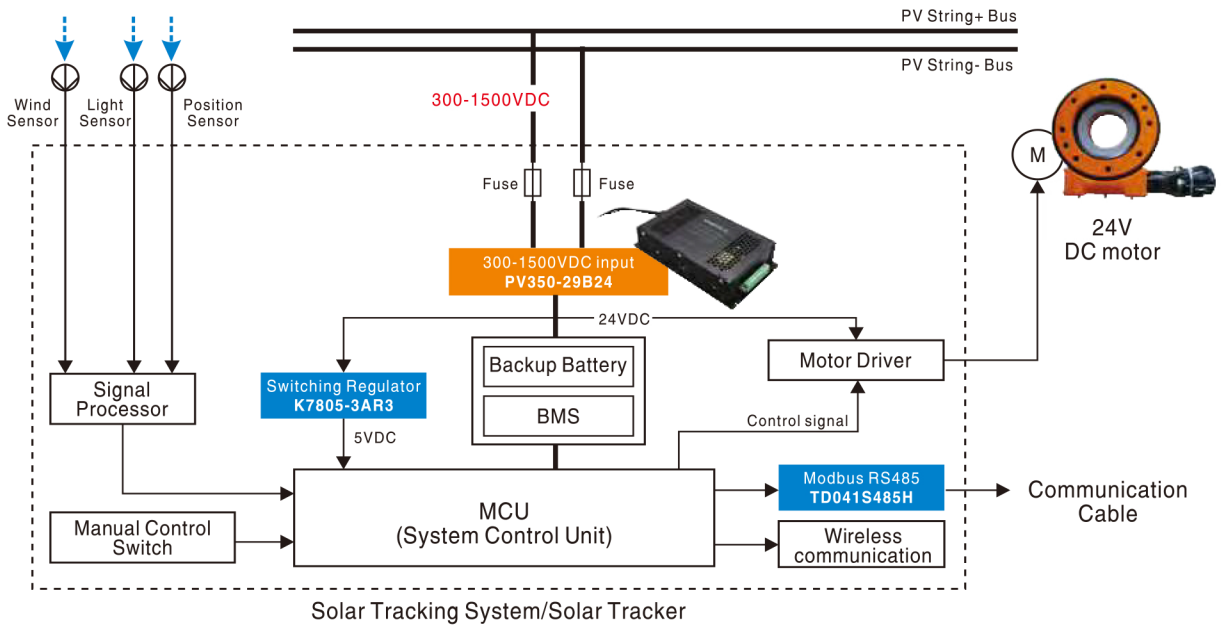 PV String+ Bus
PV String- Bus
Wind
Sensor
Light
Sensor
Position
Sensor
300-1500VDC
Fuse
Fuse
M
24V
DC motor
300-1500VDC input
PV350-29B24
24VDC
Backup Battery
BMS
Motor Driver
Signal
Processor
Switching Regulator
K7805-3AR3
5VDC
Control signal
MCU
(System Control Unit)
Modbus RS485
TD041S485H
Communication
Cable
Manual Control
Switch
Wireless
communication
Solar Tracking System/Solar Tracker